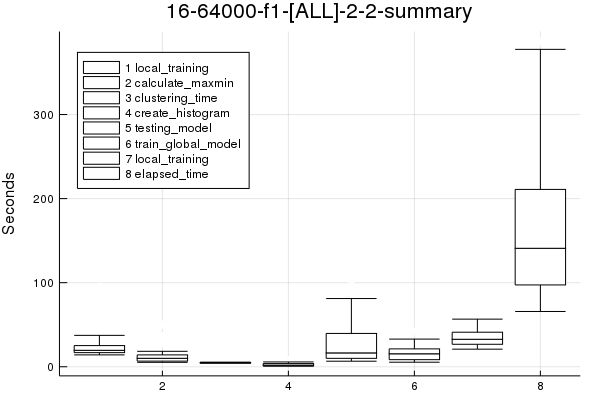 16-64000-f1-[ALL]-2-2-summary
1 local_training
2 calculate_maxmin
3 clustering_time
4 create_histogram
5 testing_model
6 train_global_model
7 local_training
8 elapsed_time
Seconds
300
200
100
0
2 4 6 8